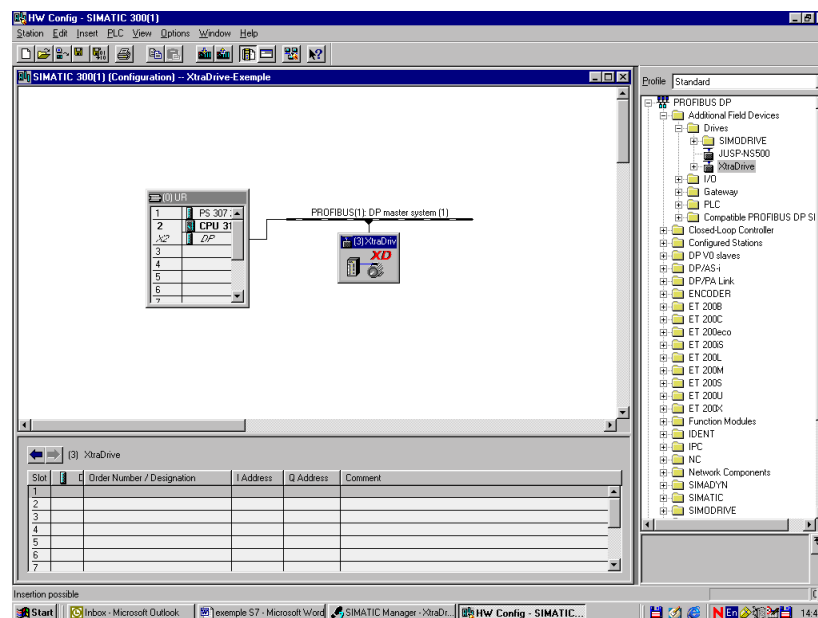 HW Config - SIMATIC 300(1)
Station Edit Insert PLC View Options Window Help
SIMATIC 300(1) (Configuration) -- XtraDrive-Exemple
(0) UR
1 PS 307
2 CPU 31
X2 DP
3
4
5
6
7
PROFIBUS(1): DP master system (1)
(3) XtraDriv
XD
(3) XtraDrive
Slot Order Number / Designation I Address Q Address Comment
1
2
3
4
5
6
7
Profile Standard
PROFIBUS DP
Additional Field Devices
Drives
SIMODRIVE
JUSP-NS500
XtraDrive
I/O
Gateway
PLC
Compatible PROFIBUS DP Sl
Closed-Loop Controller
Configured Stations
DP V0 slaves
DP/AS-i
DP/PA Link
ENCODER
ET 200B
ET 200C
ET 200eco
ET 200iS
ET 200L
ET 200M
ET 200S
ET 200U
ET 200X
Function Modules
IDENT
IPC
NC
Network Components
SIMADYN
SIMATIC
SIMODRIVE
Insertion possible
Start Inbox - Microsoft Outlook exemple S7 - Microsoft Word SIMATIC Manager - XtraDr... HW Config - SIMATIC... En 14:4